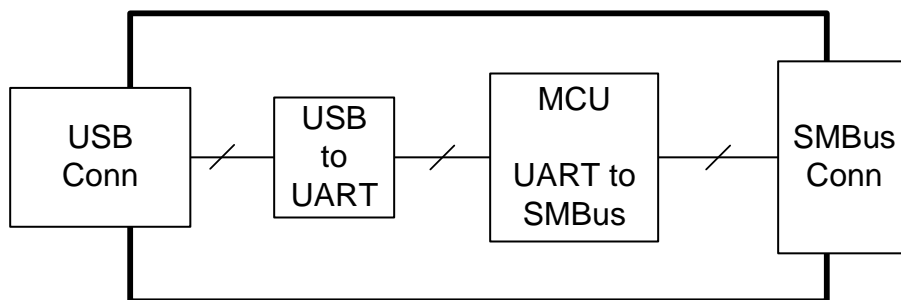 USB
Conn
USB
to
UART
MCU
UART to
SMBus
SMBus
Conn